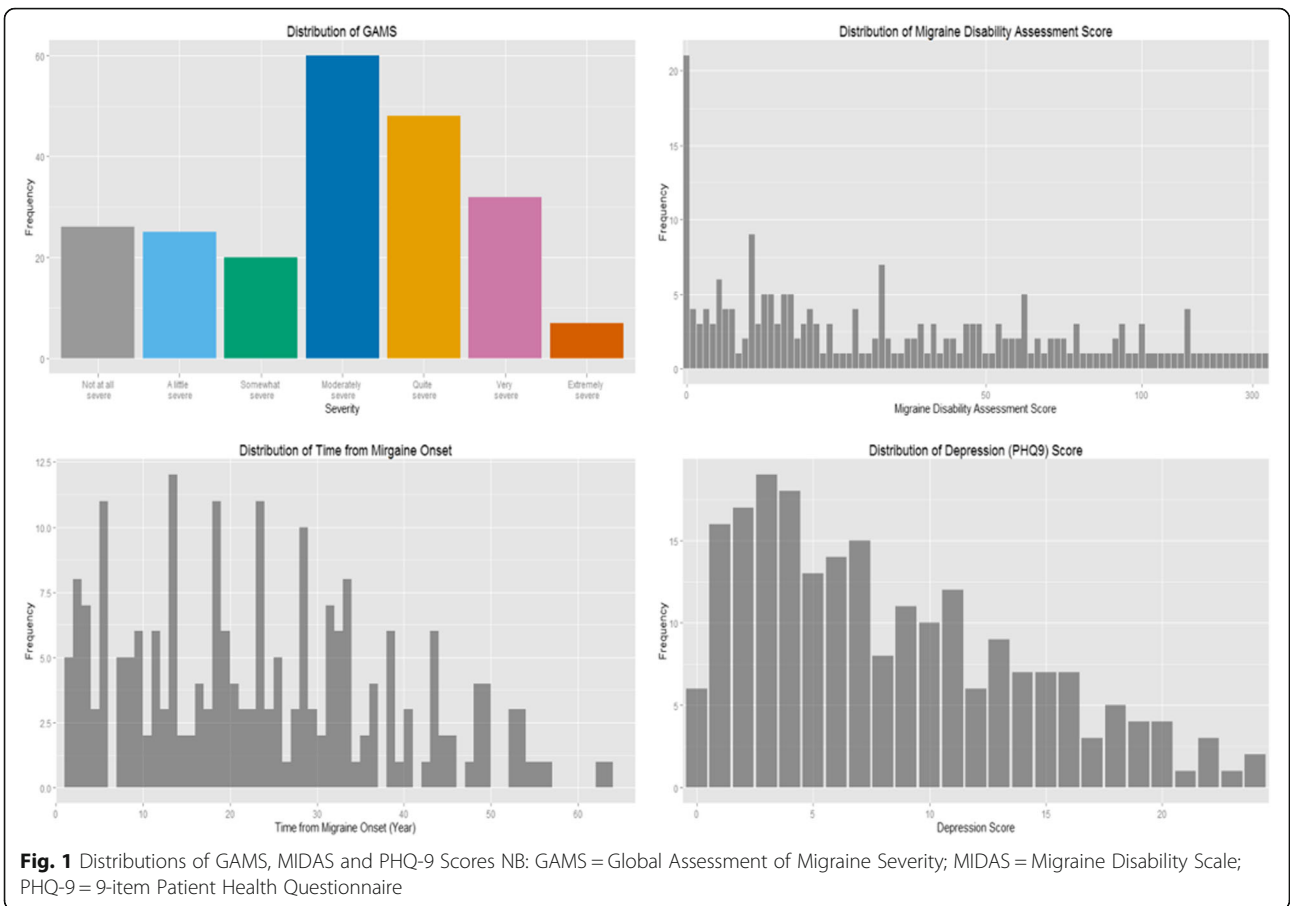 Distribution of GAMS
60
40
20
0
Frequency
Not at all severe
A little severe
Somewhat severe
Moderately severe
Quite severe
Very severe
Extremely severe
Severity
Distribution of Migraine Disability Assessment Score
20
15
10
5
0
Frequency
0 50 100 300
Migraine Disability Assessment Score
Distribution of Time from Mirgaine Onset
12.5
10.0
7.5
5.0
2.5
0.0
Frequency
0 10 20 30 40 50 60
Time from Migraine Onset (Year)
Distribution of Depression (PHQ9) Score
15
10
5
0
Frequency
0 5 10 15 20
Depression Score
Fig. 1 Distributions of GAMS, MIDAS and PHQ-9 Scores NB: GAMS = Global Assessment of Migraine Severity; MIDAS = Migraine Disability Scale;
PHQ-9 = 9-item Patient Health Questionnaire